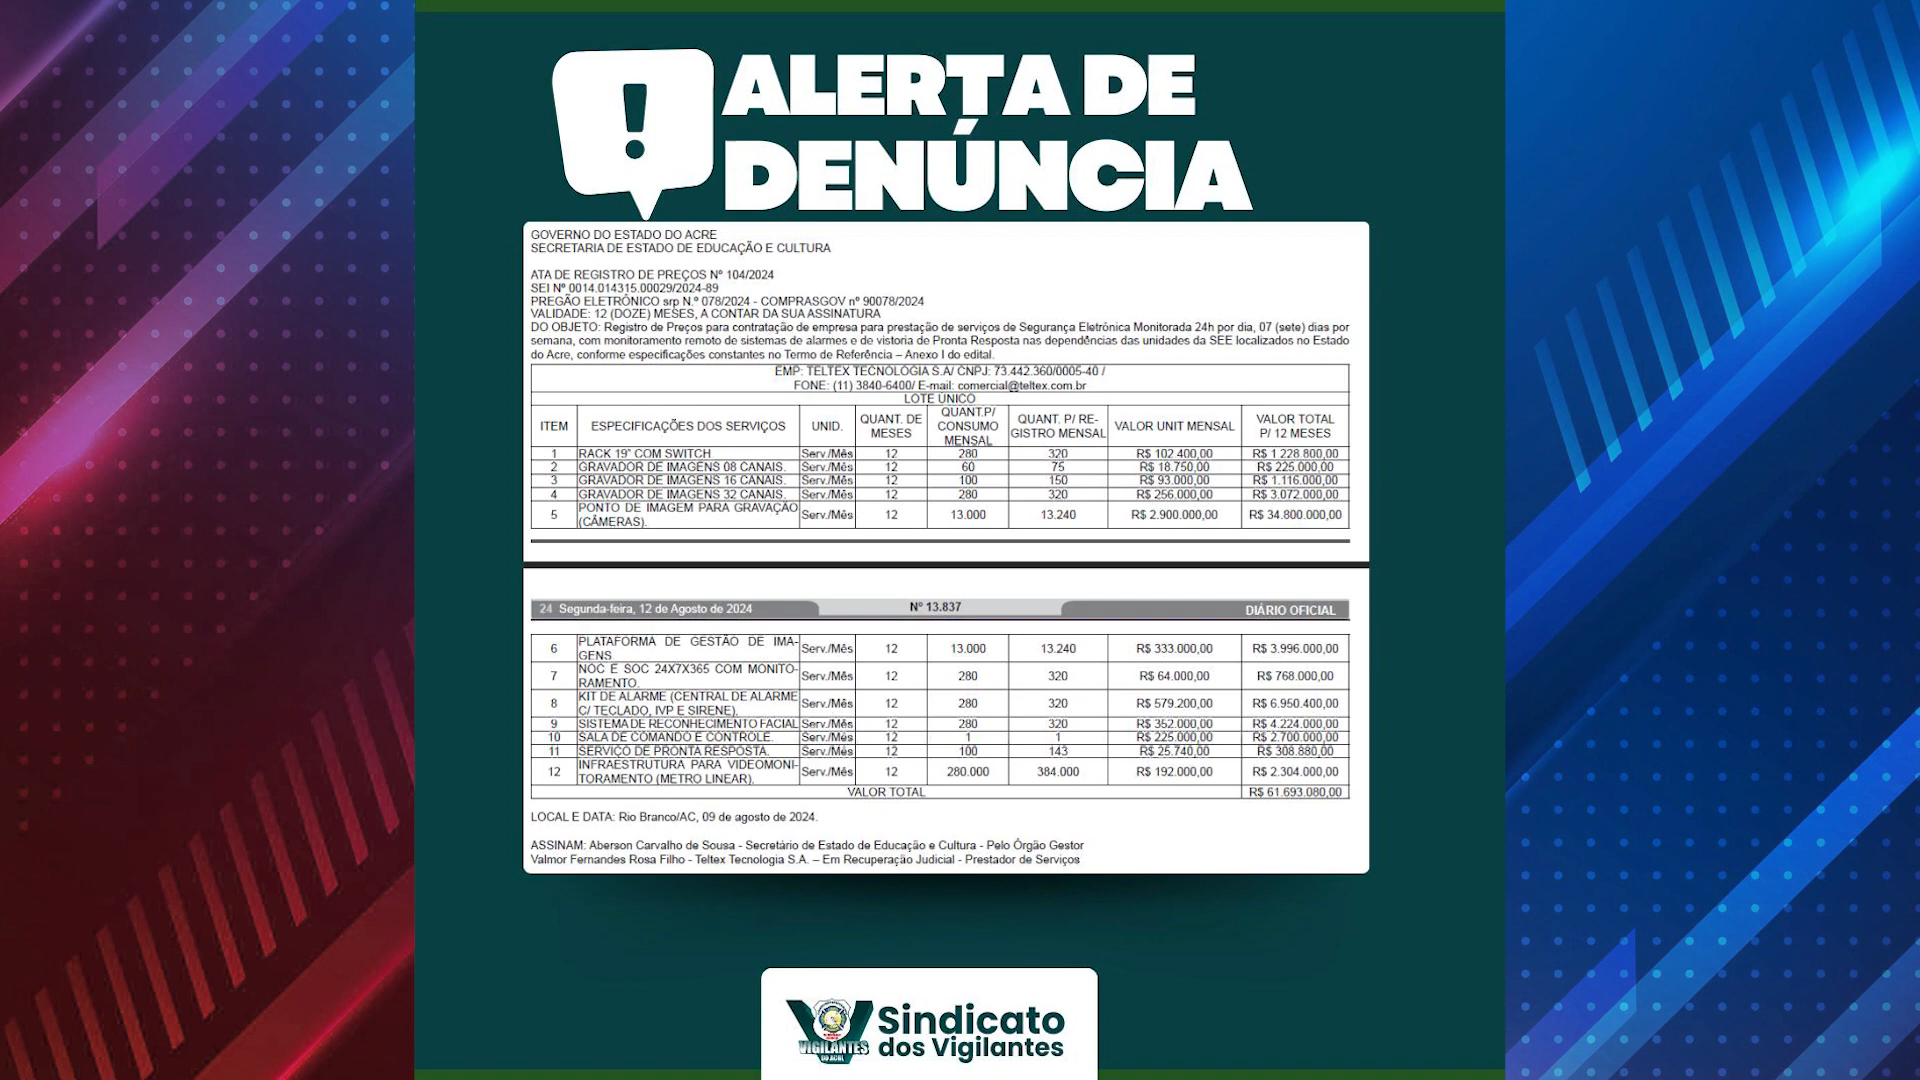 ALERTA DE
DENÚNCIA
GOVERNO DO ESTADO DO ACRE
SECRETARIA DE ESTADO DE EDUCAÇÃO E CULTURA
ATA DE REGISTRO DE PREÇOS Nº 104/2024
SEI Nº 0014.014315.00029/2024-89
PREGÃO ELETRÔNICO srp N.º 078/2024 - COMPRASGOV nº 90078/2024
VALIDADE: 12 (DOZE) MESES, A CONTAR DA SUA ASSINATURA
DO OBJETO: Registro de Preços para contratação de empresa para prestação de serviços de Segurança Eletrônica Monitorada 24h por dia, 07 (sete) dias por
semana, com monitoramento remoto de sistemas de alarmes e de vistoria de Pronta Resposta nas dependências das unidades da SEE localizados no Estado
do Acre, conforme especificações constantes no Termo de Referência – Anexo I do edital.
EMP: TELTEX TECNOLOGIA S.A/ CNPJ: 73.442.360/0005-40 /
FONE: (11) 3840-6400/ E-mail: comercial@teltex.com.br
LOTE ÚNICO
ITEM ESPECIFICAÇÕES DOS SERVIÇOS UNID. QUANT. DE MESES QUANT.P/ CONSUMO MENSAL QUANT. P/ RE-GISTRO MENSAL VALOR UNIT MENSAL VALOR TOTAL P/ 12 MESES
1 RACK 19” COM SWITCH Serv./Mês 12 280 320 R$ 102.400,00 R$ 1.228.800,00
2 GRAVADOR DE IMAGENS 08 CANAIS. Serv./Mês 12 60 75 R$ 18.750,00 R$ 225.000,00
3 GRAVADOR DE IMAGENS 16 CANAIS. Serv./Mês 12 100 150 R$ 93.000,00 R$ 1.116.000,00
4 GRAVADOR DE IMAGENS 32 CANAIS. Serv./Mês 12 280 320 R$ 256.000,00 R$ 3.072.000,00
5 PONTO DE IMAGEM PARA GRAVAÇÃO (CÂMERAS). Serv./Mês 12 13.000 13.240 R$ 2.900.000,00 R$ 34.800.000,00
24 Segunda-feira, 12 de Agosto de 2024 Nº 13.837 DIÁRIO OFICIAL
6 PLATAFORMA DE GESTÃO DE IMA-GENS Serv./Mês 12 13.000 13.240 R$ 333.000,00 R$ 3.996.000,00
7 NOC E SOC 24X7X365 COM MONITO-RAMENTO. Serv./Mês 12 280 320 R$ 64.000,00 R$ 768.000,00
8 KIT DE ALARME (CENTRAL DE ALARME C/ TECLADO, IVP E SIRENE). Serv./Mês 12 280 320 R$ 579.200,00 R$ 6.950.400,00
9 SISTEMA DE RECONHECIMENTO FACIAL Serv./Mês 12 280 320 R$ 352.000,00 R$ 4.224.000,00
10 SALA DE COMANDO E CONTROLE. Serv./Mês 12 1 1 R$ 225.000,00 R$ 2.700.000,00
11 SERVIÇO DE PRONTA RESPOSTA. Serv./Mês 12 100 143 R$ 25.740,00 R$ 308.880,00
12 INFRAESTRUTURA PARA VIDEOMONI-TORAMENTO (METRO LINEAR). Serv./Mês 12 280.000 384.000 R$ 192.000,00 R$ 2.304.000,00
VALOR TOTAL R$ 61.693.080,00
LOCAL E DATA: Rio Branco/AC, 09 de agosto de 2024.
ASSINAM: Aberson Carvalho de Sousa - Secretário de Estado de Educação e Cultura - Pelo Órgão Gestor
Valmor Fernandes Rosa Filho - Teltex Tecnologia S.A. – Em Recuperação Judicial - Prestador de Serviços
VIGILANTES
DO ACRE
Sindicato
dos Vigilantes